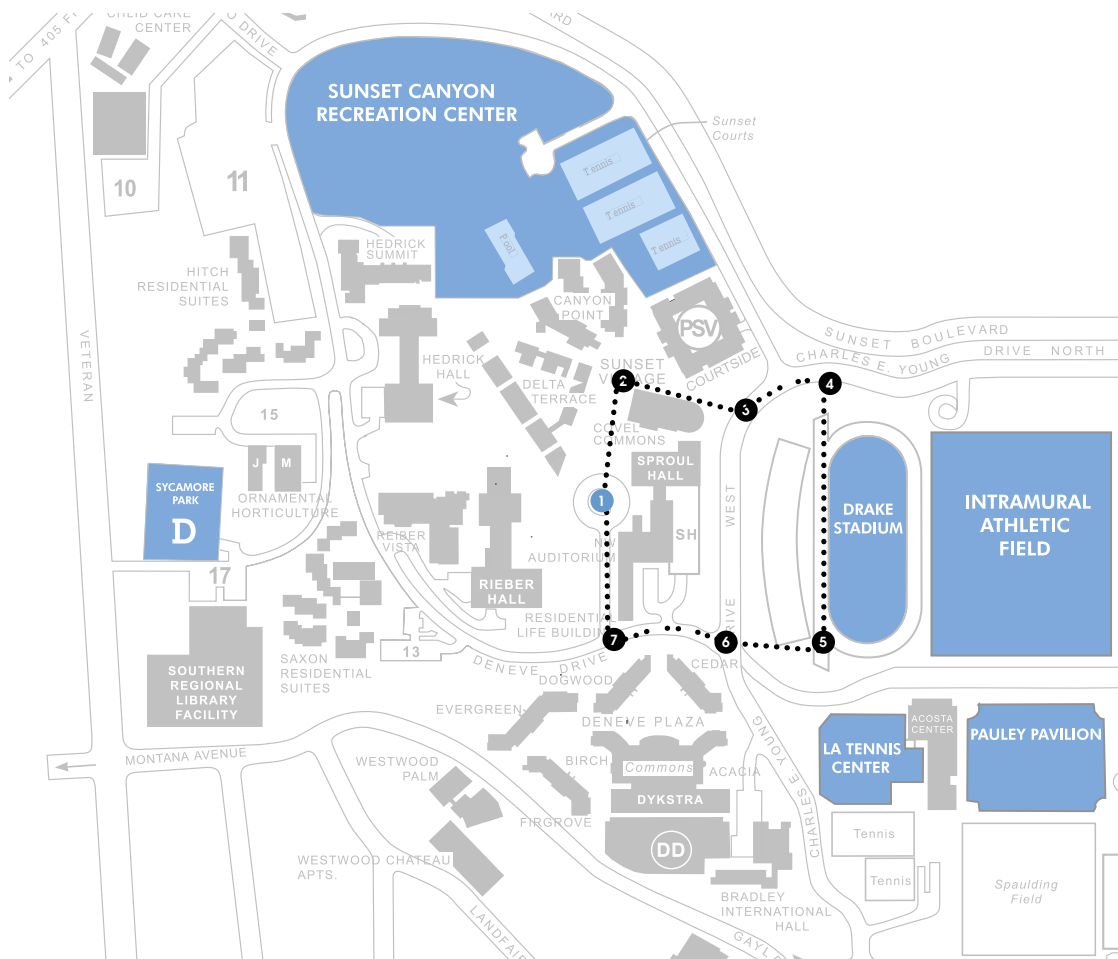 CHILD CARE
CENTER
TO 405 F
O DRIVE
ARD
SUNSET CANYON
RECREATION CENTER
Sunset
Courts
Tennis
Tennis
Tennis
Pool
10
11
HEDRICK
SUMMIT
HITCH
RESIDENTIAL
SUITES
CANYON
POINT
PSV
SUNSET BOULEVARD
CHARLES E. YOUNG DRIVE NORTH
COURTSIDE
VETERAN
HEDRICK
HALL
SUNSET
VILLAGE
DELTA
TERRACE
2
3
4
15
COVEL
COMMONS
J
M
SPROUL
HALL
SYCAMORE
PARK
D
ORNAMENTAL
HORTICULTURE
1
WEST
DRAKE
STADIUM
INTRAMURAL
ATHLETIC
FIELD
REIBER
VISTA
NW
AUDITORIUM
SH
17
RIEBER
HALL
RESIDENTIAL
LIFE BUILDING
DRIVE
7
6
5
13
SAXON
RESIDENTIAL
SUITES
DENEVE DRIVE
DOGWOOD
CEDAR
SOUTHERN
REGIONAL
LIBRARY
FACILITY
EVERGREEN
DENEVE PLAZA
CHARLES E. YOUNG
ACOSTA
CENTER
LA TENNIS
CENTER
PAULEY PAVILION
MONTANA AVENUE
WESTWOOD
PALM
BIRCH
Commons
ACACIA
DYKSTRA
FIRGROVE
DD
Tennis
WESTWOOD CHATEAU
APTS.
Tennis
Spaulding
Field
BRADLEY
INTERNATIONAL
HALL
LANDFAIR
GAYLE